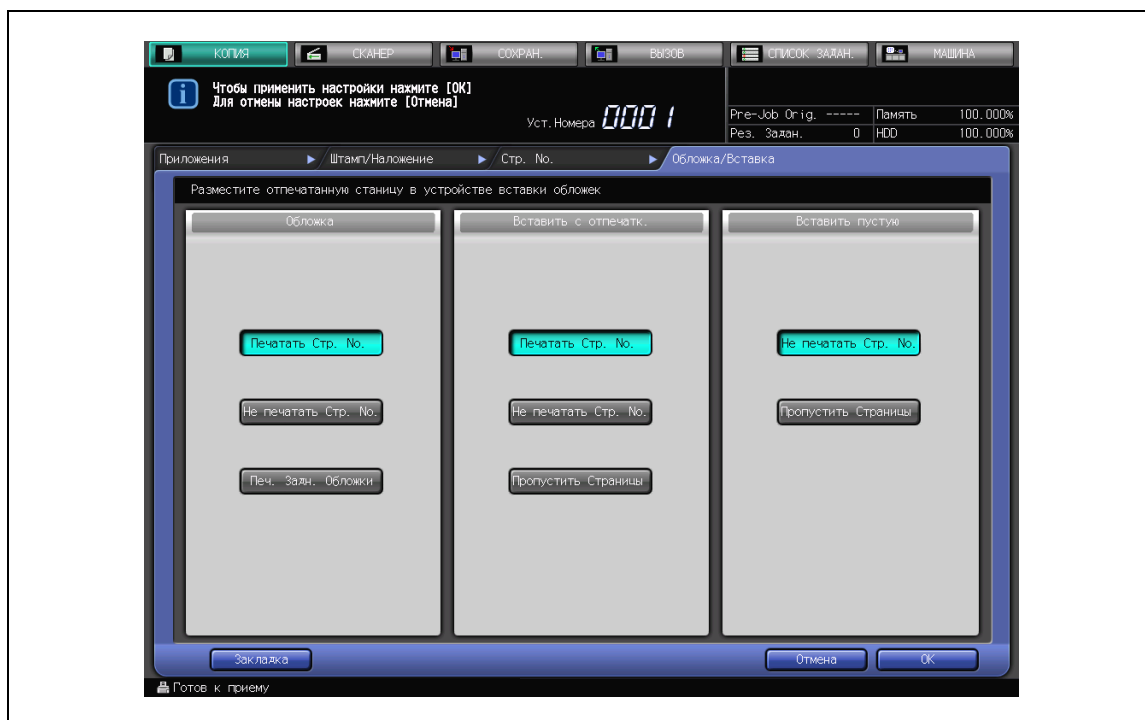 КОПИЯ СКАНЕР СОХРАН. ВЫЗОВ СПИСОК ЗАДАН. МАШИНА
Чтобы применить настройки нажмите [OK]
Для отмены настроек нажмите [Отмена]
Уст.Номера 0001
Pre-Job Orig. ----- Память 100.000%
Рез. Задан. 0 HDD 100.000%
Приложения Штамп/Наложение Стр. No. Обложка/Вставка
Разместите отпечатанную станицу в устройстве вставки обложек
Обложка Вставить с отпечатк. Вставить пустую
Печатать Стр. No. Печатать Стр. No. Не печатать Стр. No.
Не печатать Стр. No. Не печатать Стр. No. Пропустить Страницы
Печ. Задн. Обложки Пропустить Страницы
Закладка Отмена OK
Готов к приему